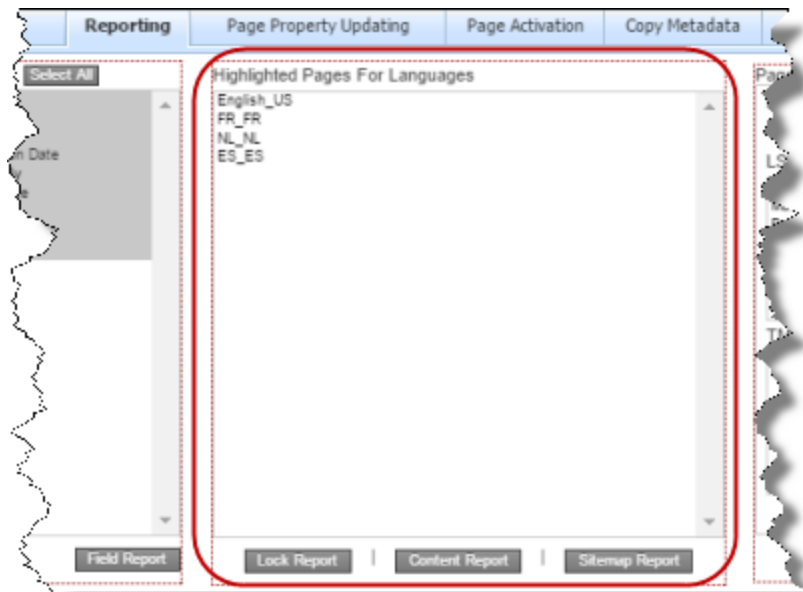 Reporting Page Property Updating Page Activation Copy Metadata
Select All
n Date
Highlighted Pages For Languages
English_US
FR_FR
NL_NL
ES_ES
Field Report
Lock Report | Content Report | Sitemap Report